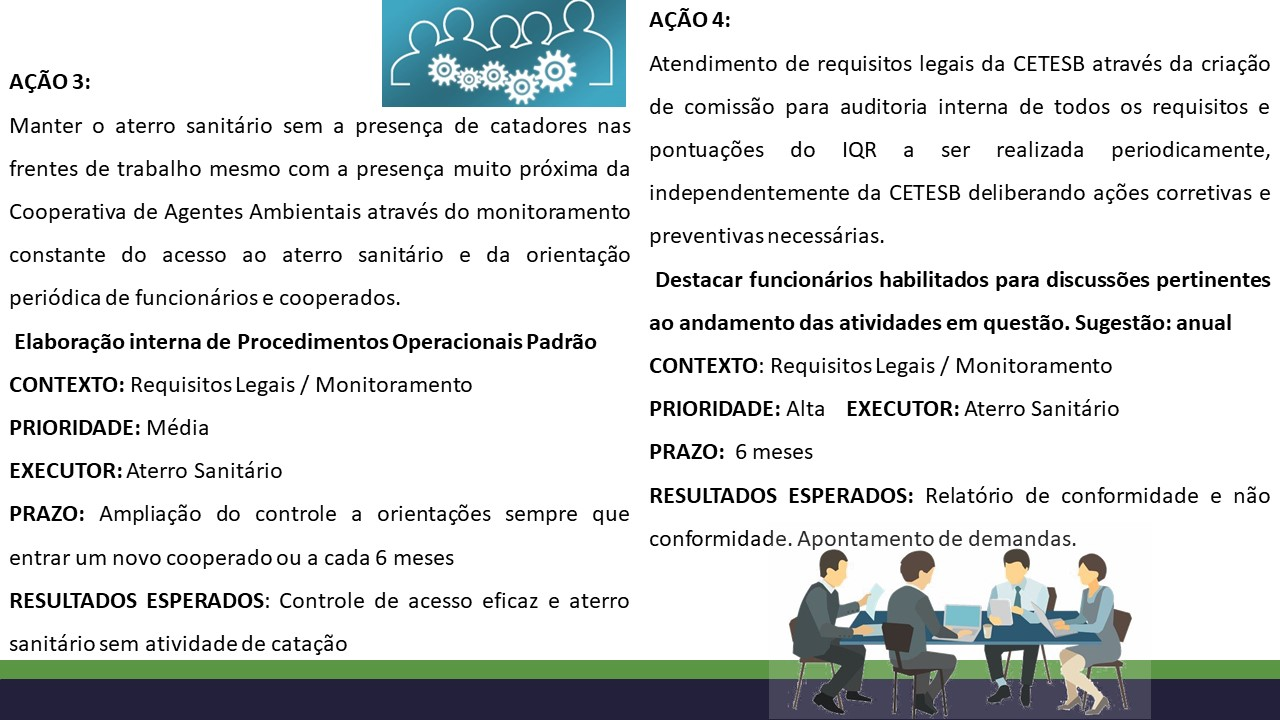 AÇÃO 3:
Manter o aterro sanitário sem a presença de catadores nas
frentes de trabalho mesmo com a presença muito próxima da
Cooperativa de Agentes Ambientais através do monitoramento
constante do acesso ao aterro sanitário e da orientação
periódica de funcionários e cooperados.
Elaboração interna de Procedimentos Operacionais Padrão
CONTEXTO: Requisitos Legais / Monitoramento
PRIORIDADE: Média
EXECUTOR: Aterro Sanitário
PRAZO: Ampliação do controle a orientações sempre que
entrar um novo cooperado ou a cada 6 meses
RESULTADOS ESPERADOS: Controle de acesso eficaz e aterro
sanitário sem atividade de catação
AÇÃO 4:
Atendimento de requisitos legais da CETESB através da criação
de comissão para auditoria interna de todos os requisitos e
pontuações do IQR a ser realizada periodicamente,
independentemente da CETESB deliberando ações corretivas e
preventivas necessárias.
Destacar funcionários habilitados para discussões pertinentes
ao andamento das atividades em questão. Sugestão: anual
CONTEXTO: Requisitos Legais / Monitoramento
PRIORIDADE: Alta EXECUTOR: Aterro Sanitário
PRAZO: 6 meses
RESULTADOS ESPERADOS: Relatório de conformidade e não
conformidade. Apontamento de demandas.